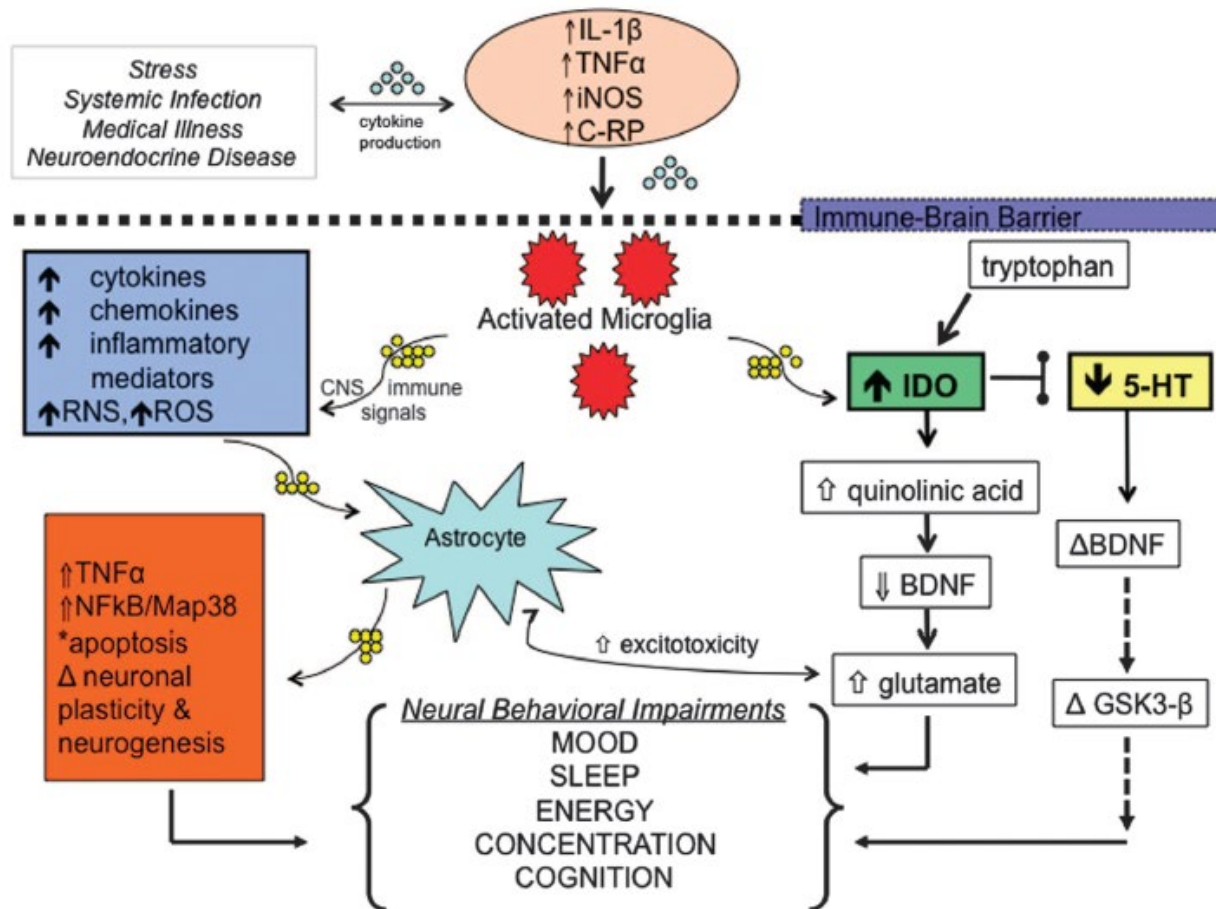 Stress
Systemic Infection
Medical Illness
Neuroendocrine Disease
cytokine
production
↑IL-1β
↑TNFα
↑iNOS
↑C-RP
Immune-Brain Barrier
↑ cytokines
↑ chemokines
↑ inflammatory
mediators
↑RNS,↑ROS
Activated Microglia
CNS immune
signals
tryptophan
↑ IDO
↓ 5-HT
⇧ quinolinic acid
ΔBDNF
⇓ BDNF
Astrocyte
⇑TNFα
⇑NFkB/Map38
*apoptosis
Δ neuronal
plasticity &
neurogenesis
⇧ excitotoxicity
⇧ glutamate
Δ GSK3-β
Neural Behavioral Impairments
MOOD
SLEEP
ENERGY
CONCENTRATION
COGNITION